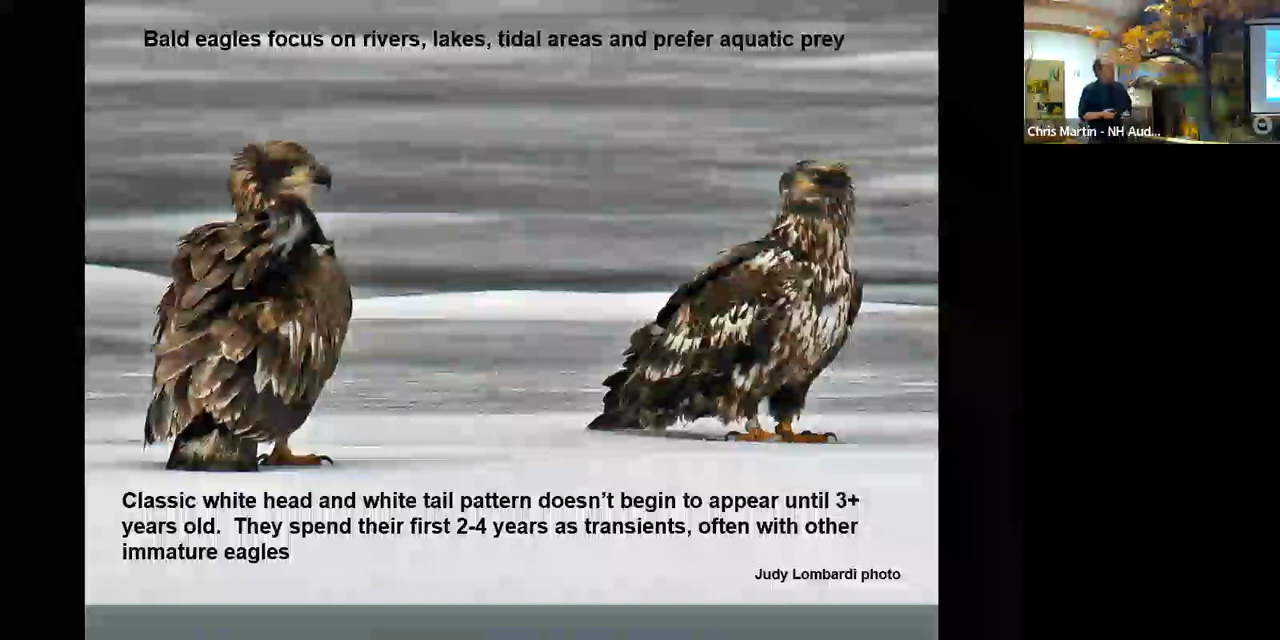 Bald eagles focus on rivers, lakes, tidal areas and prefer aquatic prey
Chris Martin - NH Aud...
Classic white head and white tail pattern doesn't begin to appear until 3+
years old.  They spend their first 2-4 years as transients, often with other
immature eagles
Judy Lombardi photo